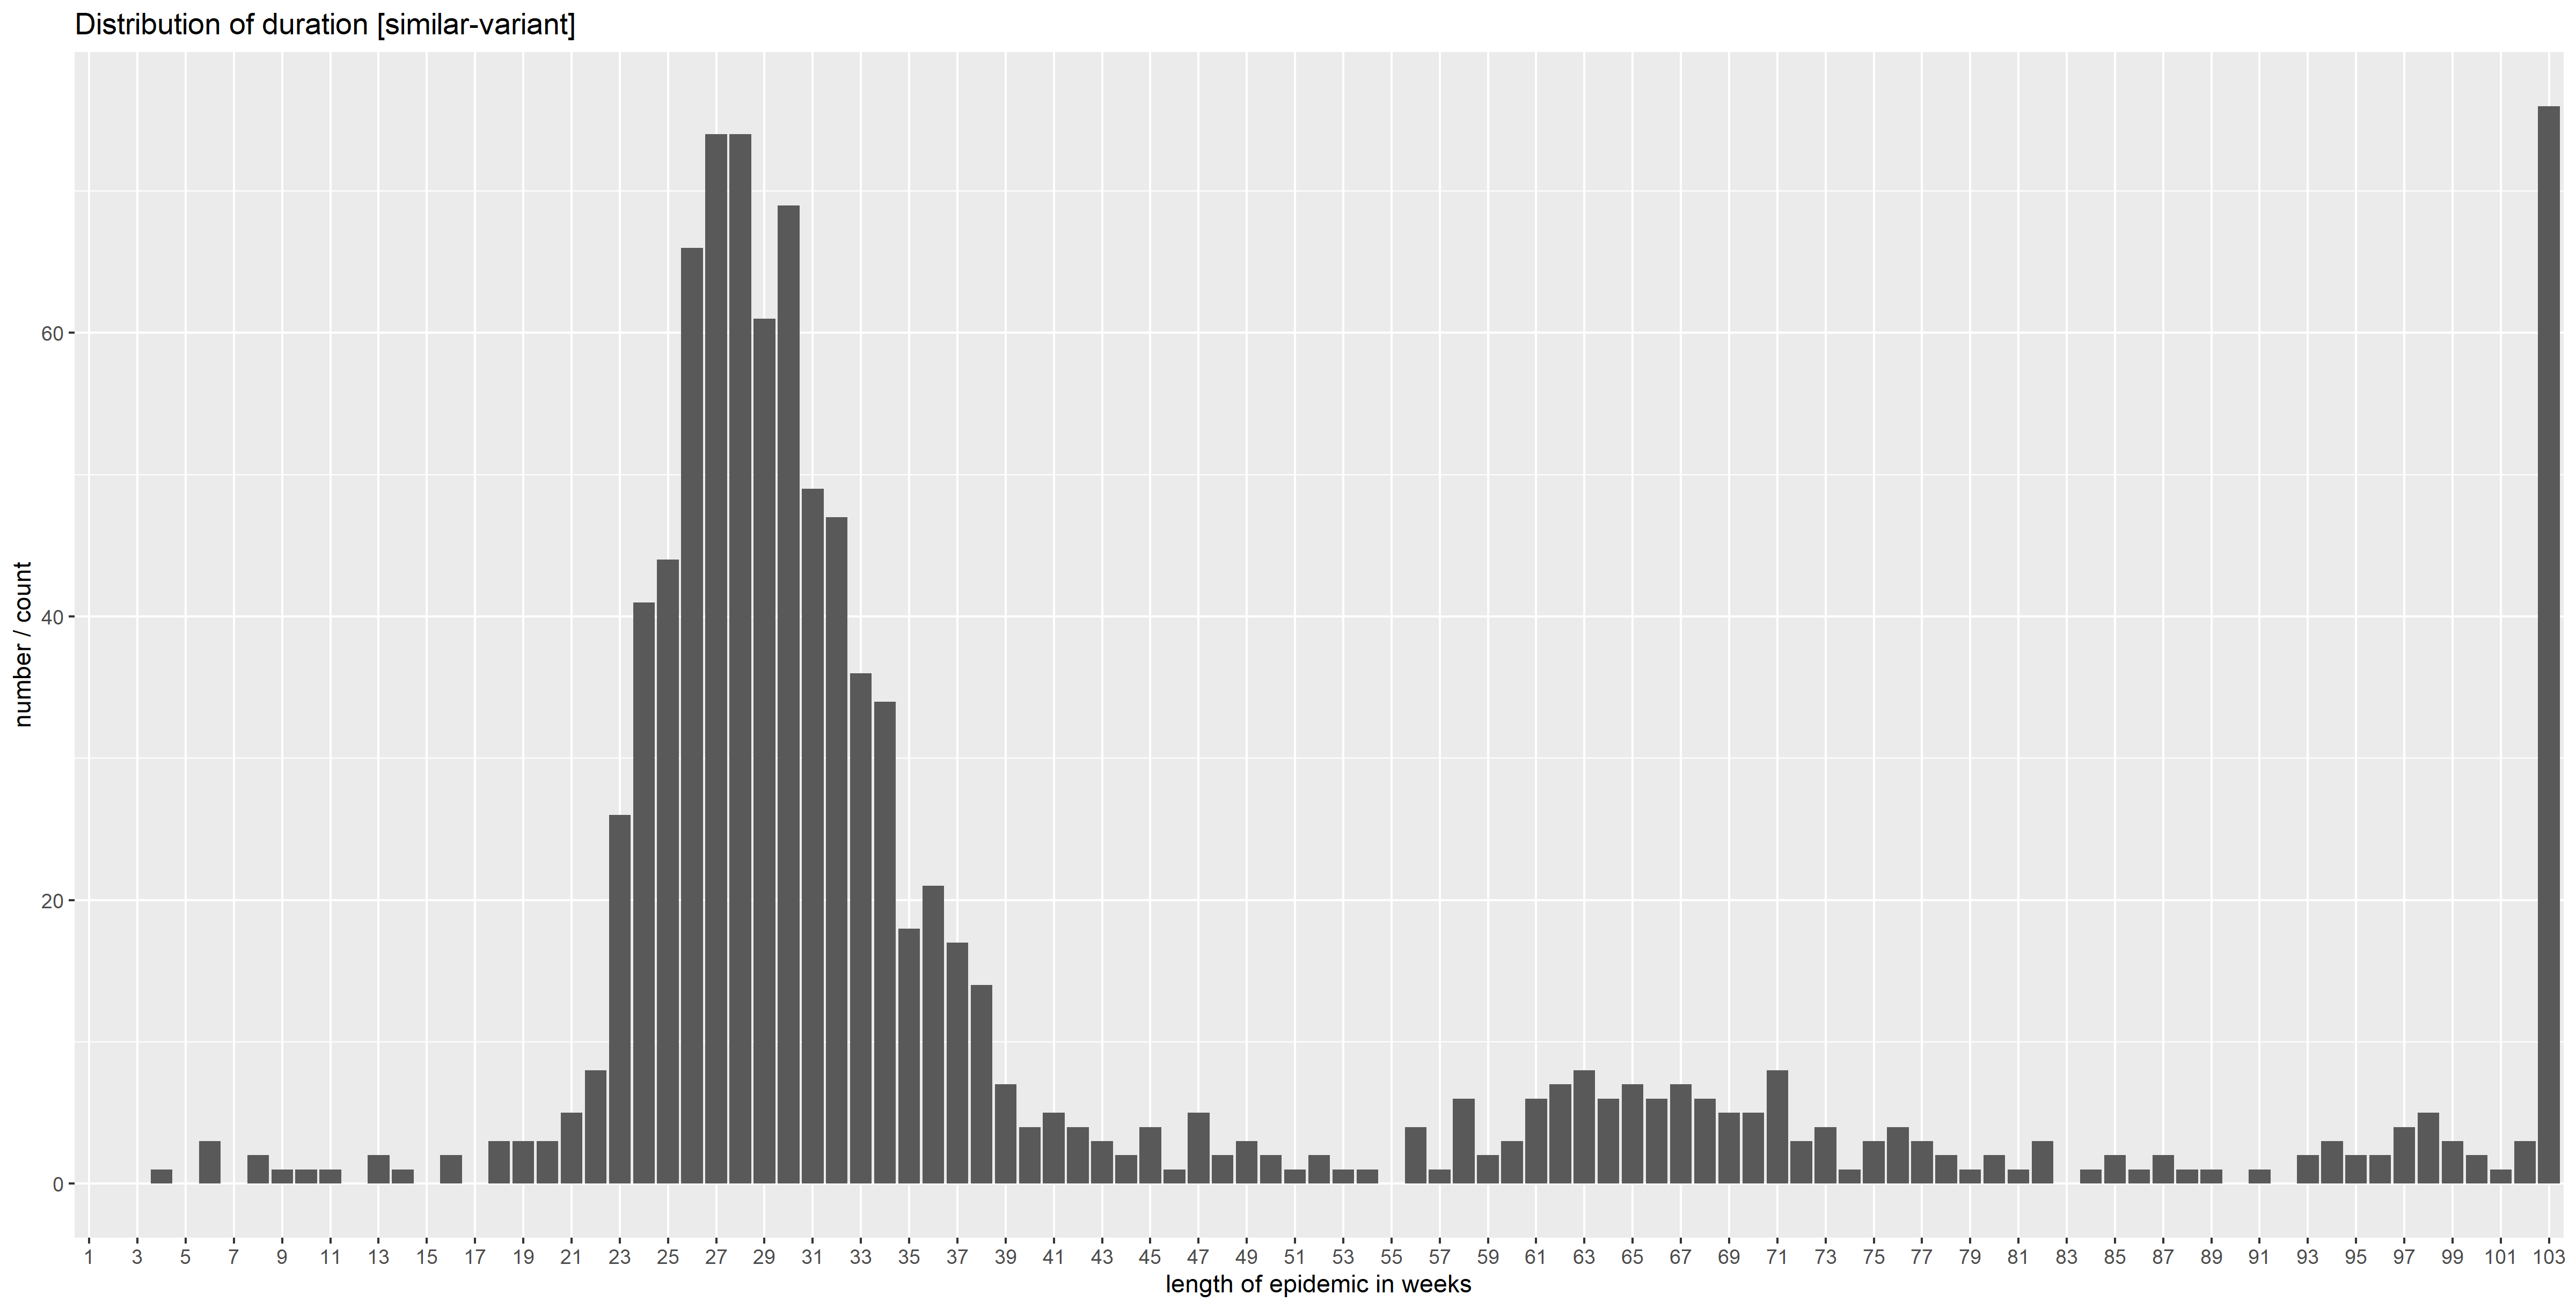 Distribution of duration [similar-variant]
number / count
60
40
20
0
1 3 5 7 9 11 13 15 17 19 21 23 25 27 29 31 33 35 37 39 41 43 45 47 49 51 53 55 57 59 61 63 65 67 69 71 73 75 77 79 81 83 85 87 89 91 93 95 97 99 101 103
length of epidemic in weeks